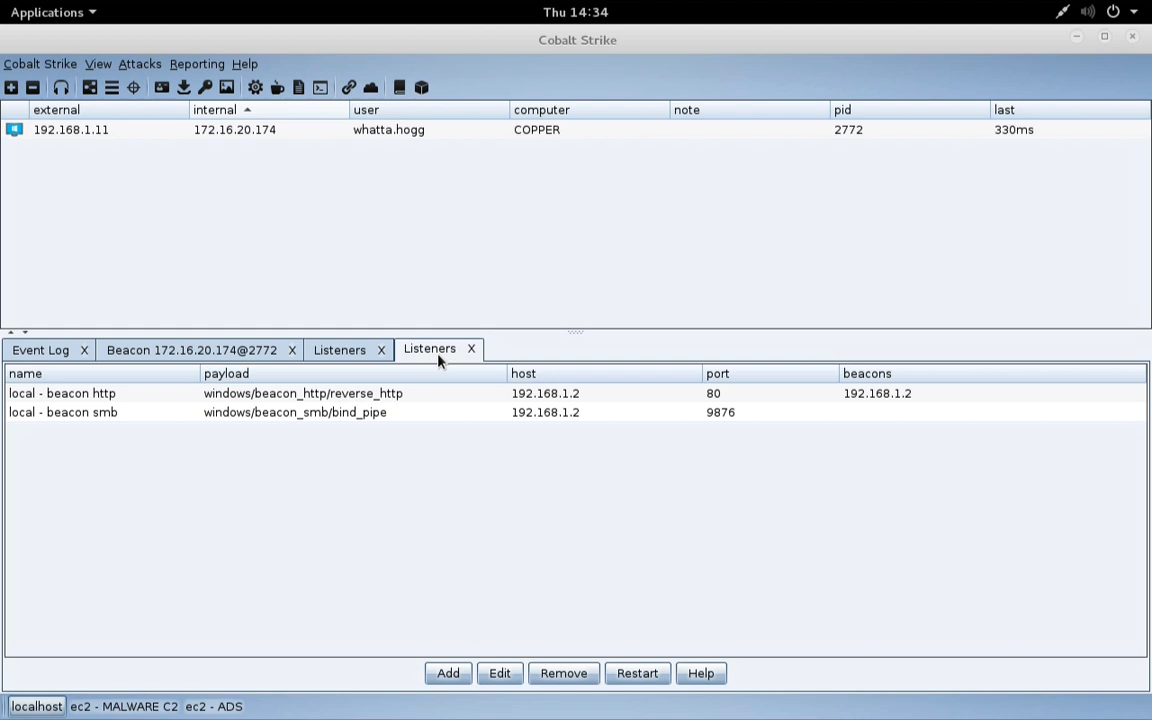 Applications Thu 14:34
Cobalt Strike
Cobalt Strike View Attacks Reporting Help
external internal user computer note pid last
192.168.1.11 172.16.20.174 whatta.hogg COPPER 2772 330ms
Event Log X Beacon 172.16.20.174@2772 X Listeners X Listeners X
name payload host port beacons
local - beacon http windows/beacon_http/reverse_http 192.168.1.2 80 192.168.1.2
local - beacon smb windows/beacon_smb/bind_pipe 192.168.1.2 9876
Add Edit Remove Restart Help
localhost ec2 - MALWARE C2 ec2 - ADS